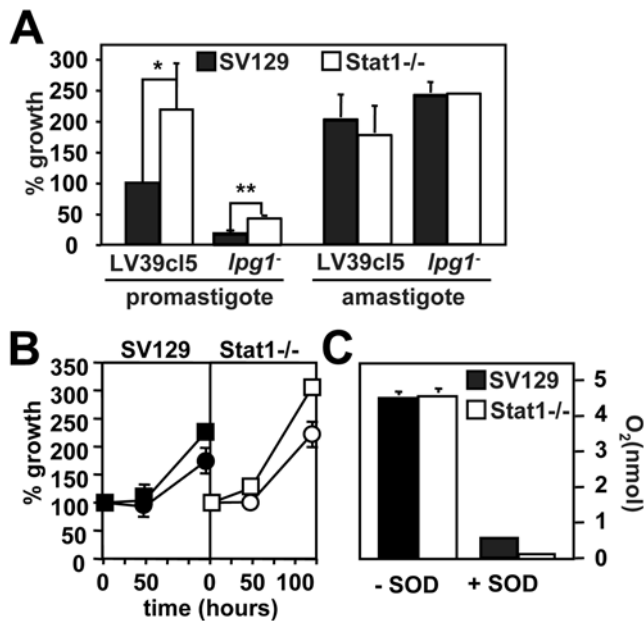 A
300
250
200
150
100
50
0
% growth
SV129 Stat1-/-
*
**
LV39cl5 lpg1- LV39cl5 lpg1-
promastigote amastigote
B
SV129 Stat1-/-
350
300
250
200
150
100
50
0
% growth
0 50 0 50 100
time (hours)
C
SV129
Stat1-/-
5
4
3
2
1
0
O2(nmol)
- SOD + SOD